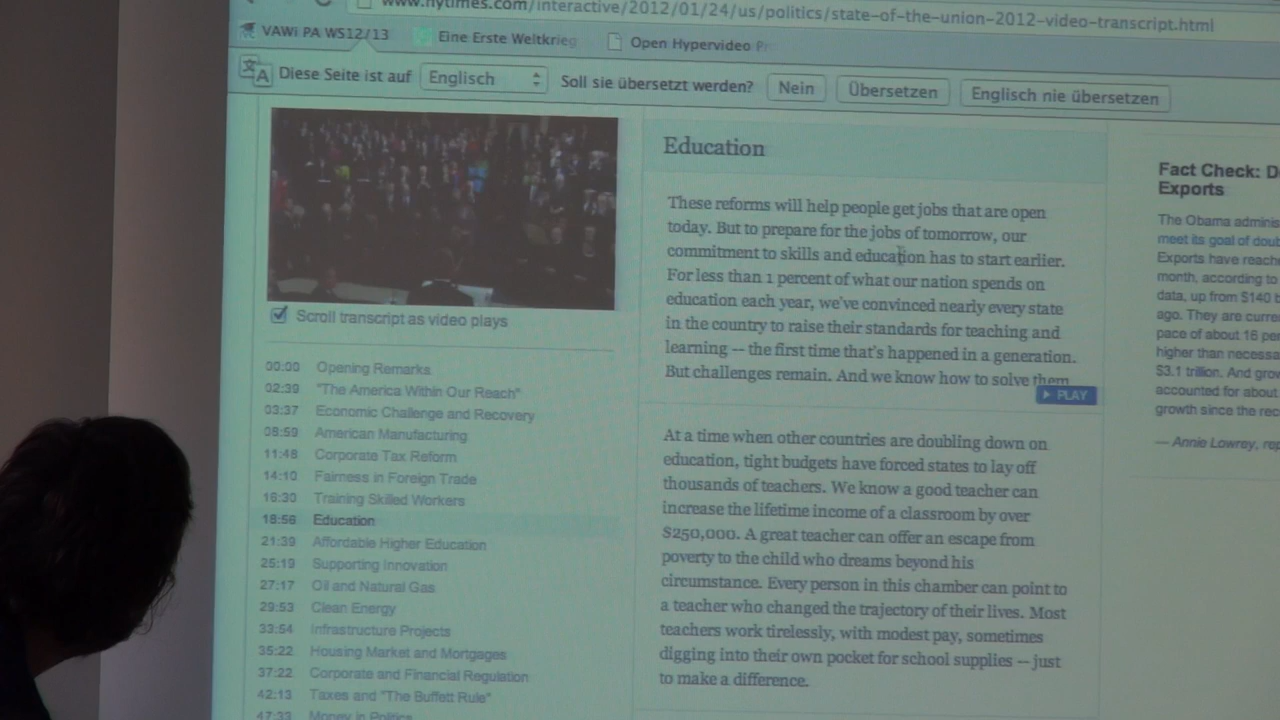 www.nytimes.com/interactive/2012/01/24/us/politics/state-of-the-union-2012-video-transcript.html
VAWi PA WS12/13
Eine Erste Weltkrieg
Open Hypervideo
Diese Seite ist auf Englisch Soll sie übersetzt werden? Nein Übersetzen Englisch nie übersetzen
Scroll transcript as video plays
00:00 Opening Remarks
02:39 "The America Within Our Reach"
03:37 Economic Challenge and Recovery
08:59 American Manufacturing
11:48 Corporate Tax Reform
14:10 Fairness in Foreign Trade
16:30 Training Skilled Workers
18:56 Education
21:39 Affordable Higher Education
25:19 Supporting Innovation
27:17 Oil and Natural Gas
29:53 Clean Energy
33:54 Infrastructure Projects
35:22 Housing Market and Mortgages
37:22 Corporate and Financial Regulation
42:13 Taxes and "The Buffett Rule"
47:33 Money in Politics
Education
These reforms will help people get jobs that are open
today. But to prepare for the jobs of tomorrow, our
commitment to skills and education has to start earlier.
For less than 1 percent of what our nation spends on
education each year, we've convinced nearly every state
in the country to raise their standards for teaching and
learning -- the first time that's happened in a generation.
But challenges remain. And we know how to solve them
PLAY
At a time when other countries are doubling down on
education, tight budgets have forced states to lay off
thousands of teachers. We know a good teacher can
increase the lifetime income of a classroom by over
$250,000. A great teacher can offer an escape from
poverty to the child who dreams beyond his
circumstance. Every person in this chamber can point to
a teacher who changed the trajectory of their lives. Most
teachers work tirelessly, with modest pay, sometimes
digging into their own pocket for school supplies -- just
to make a difference.
Fact Check: D
Exports
The Obama adminis
meet its goal of doub
Exports have reache
month, according to
data, up from $140 b
ago. They are curre
pace of about 16 per
higher than necessa
$3.1 trillion. And grow
accounted for about
growth since the rec
— Annie Lowrey, rep